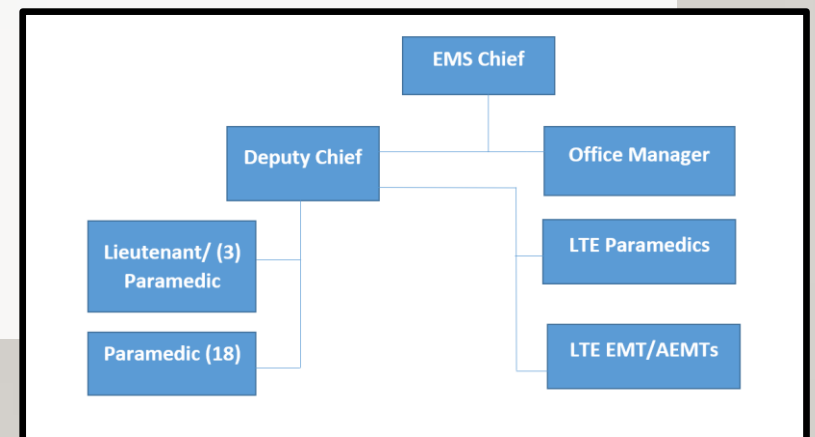 EMS Chief
Deputy Chief
Office Manager
Lieutenant/ (3)
Paramedic
LTE Paramedics
Paramedic (18)
LTE EMT/AEMTs